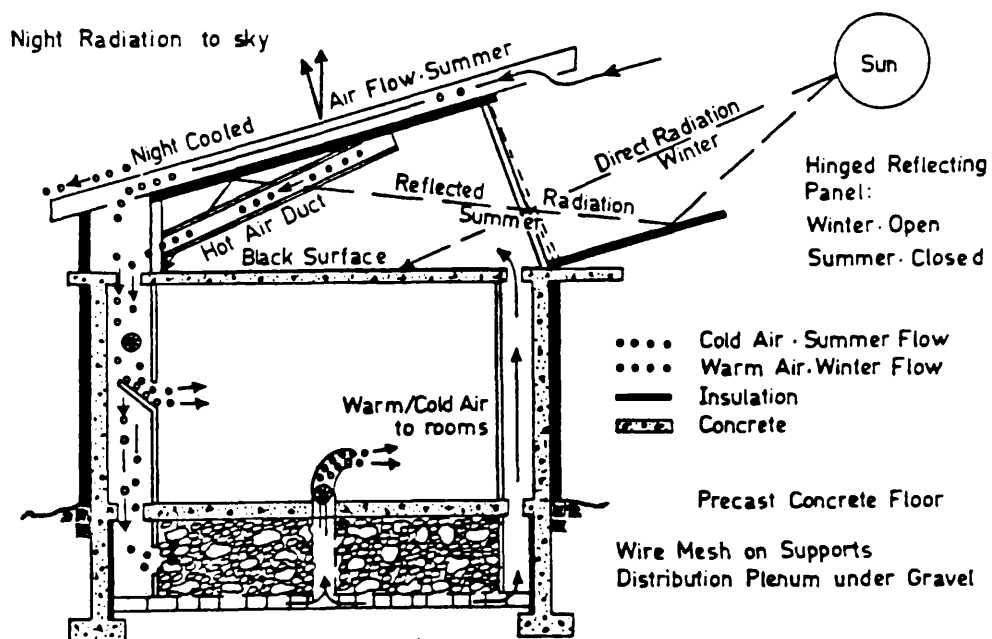 Night Radiation to sky
Air Flow·Summer
Night Cooled
Sun
Direct Radiation
Winter
Reflected Radiation
Summer
Hot Air Duct
Black Surface
Hinged Reflecting
Panel:
Winter·Open
Summer·Closed
Cold Air·Summer Flow
Warm Air·Winter Flow
Insulation
Concrete
Warm/Cold Air
to rooms
Precast Concrete Floor
Wire Mesh on Supports
Distribution Plenum under Gravel